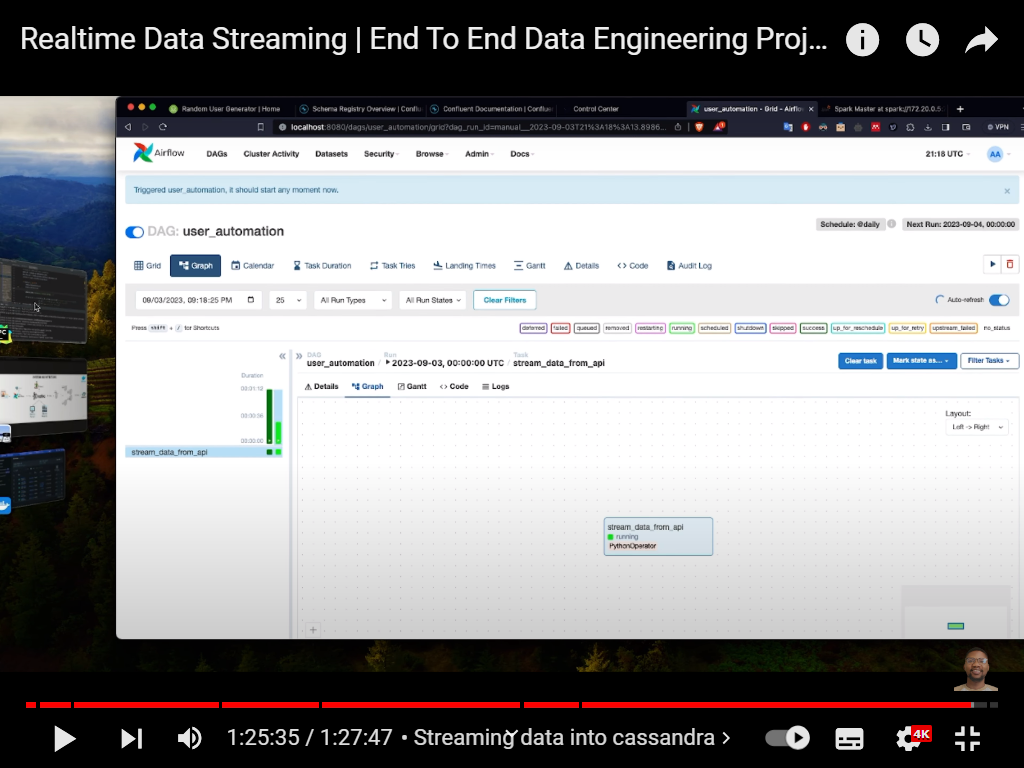 Realtime Data Streaming | End To End Data Engineering Proj...
Random User Generator | Home
Schema Registry Overview | Conflu
Confluent Documentation | Conflue
Control Center
user_automation - Grid - Airflo
Spark Master at spark://172.20.0.5:
localhost:8080/dags/user_automation/grid?dag_run_id=manual__2023-09-03T21%3A18%3A13.8986...
VPN
Airflow
DAGs
Cluster Activity
Datasets
Security
Browse
Admin
Docs
21:18 UTC
AA
Triggered user_automation, it should start any moment now.
DAG: user_automation
Schedule: @daily
Next Run: 2023-09-04, 00:00:00
Grid
Graph
Calendar
Task Duration
Task Tries
Landing Times
Gantt
Details
<> Code
Audit Log
09/03/2023, 09:18:25 PM
25
All Run Types
All Run States
Clear Filters
Auto-refresh
Press shift + / for Shortcuts
deferred
failed
queued
removed
restarting
running
scheduled
shutdown
skipped
success
up_for_reschedule
up_for_retry
upstream_failed
no_status
DAG
user_automation
Run
2023-09-03, 00:00:00 UTC
Task
stream_data_from_api
Clear task
Mark state as...
Filter Tasks
Duration
00:01:12
00:00:36
00:00:00
stream_data_from_api
Details
Graph
Gantt
<> Code
Logs
Layout:
Left -> Right
stream_data_from_api
running
PythonOperator
1:25:35 / 1:27:47 • Streaming data into cassandra
4K